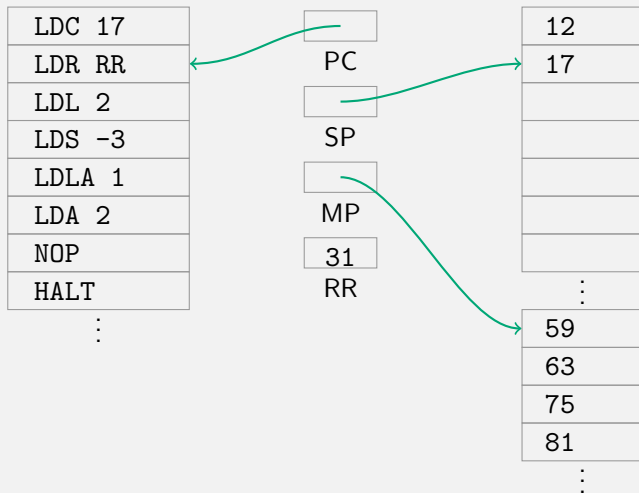 LDC 17
LDR RR
LDL 2
LDS -3
LDLA 1
LDA 2
NOP
HALT
⋮
PC
SP
MP
31
RR
12
17
⋮
59
63
75
81
⋮